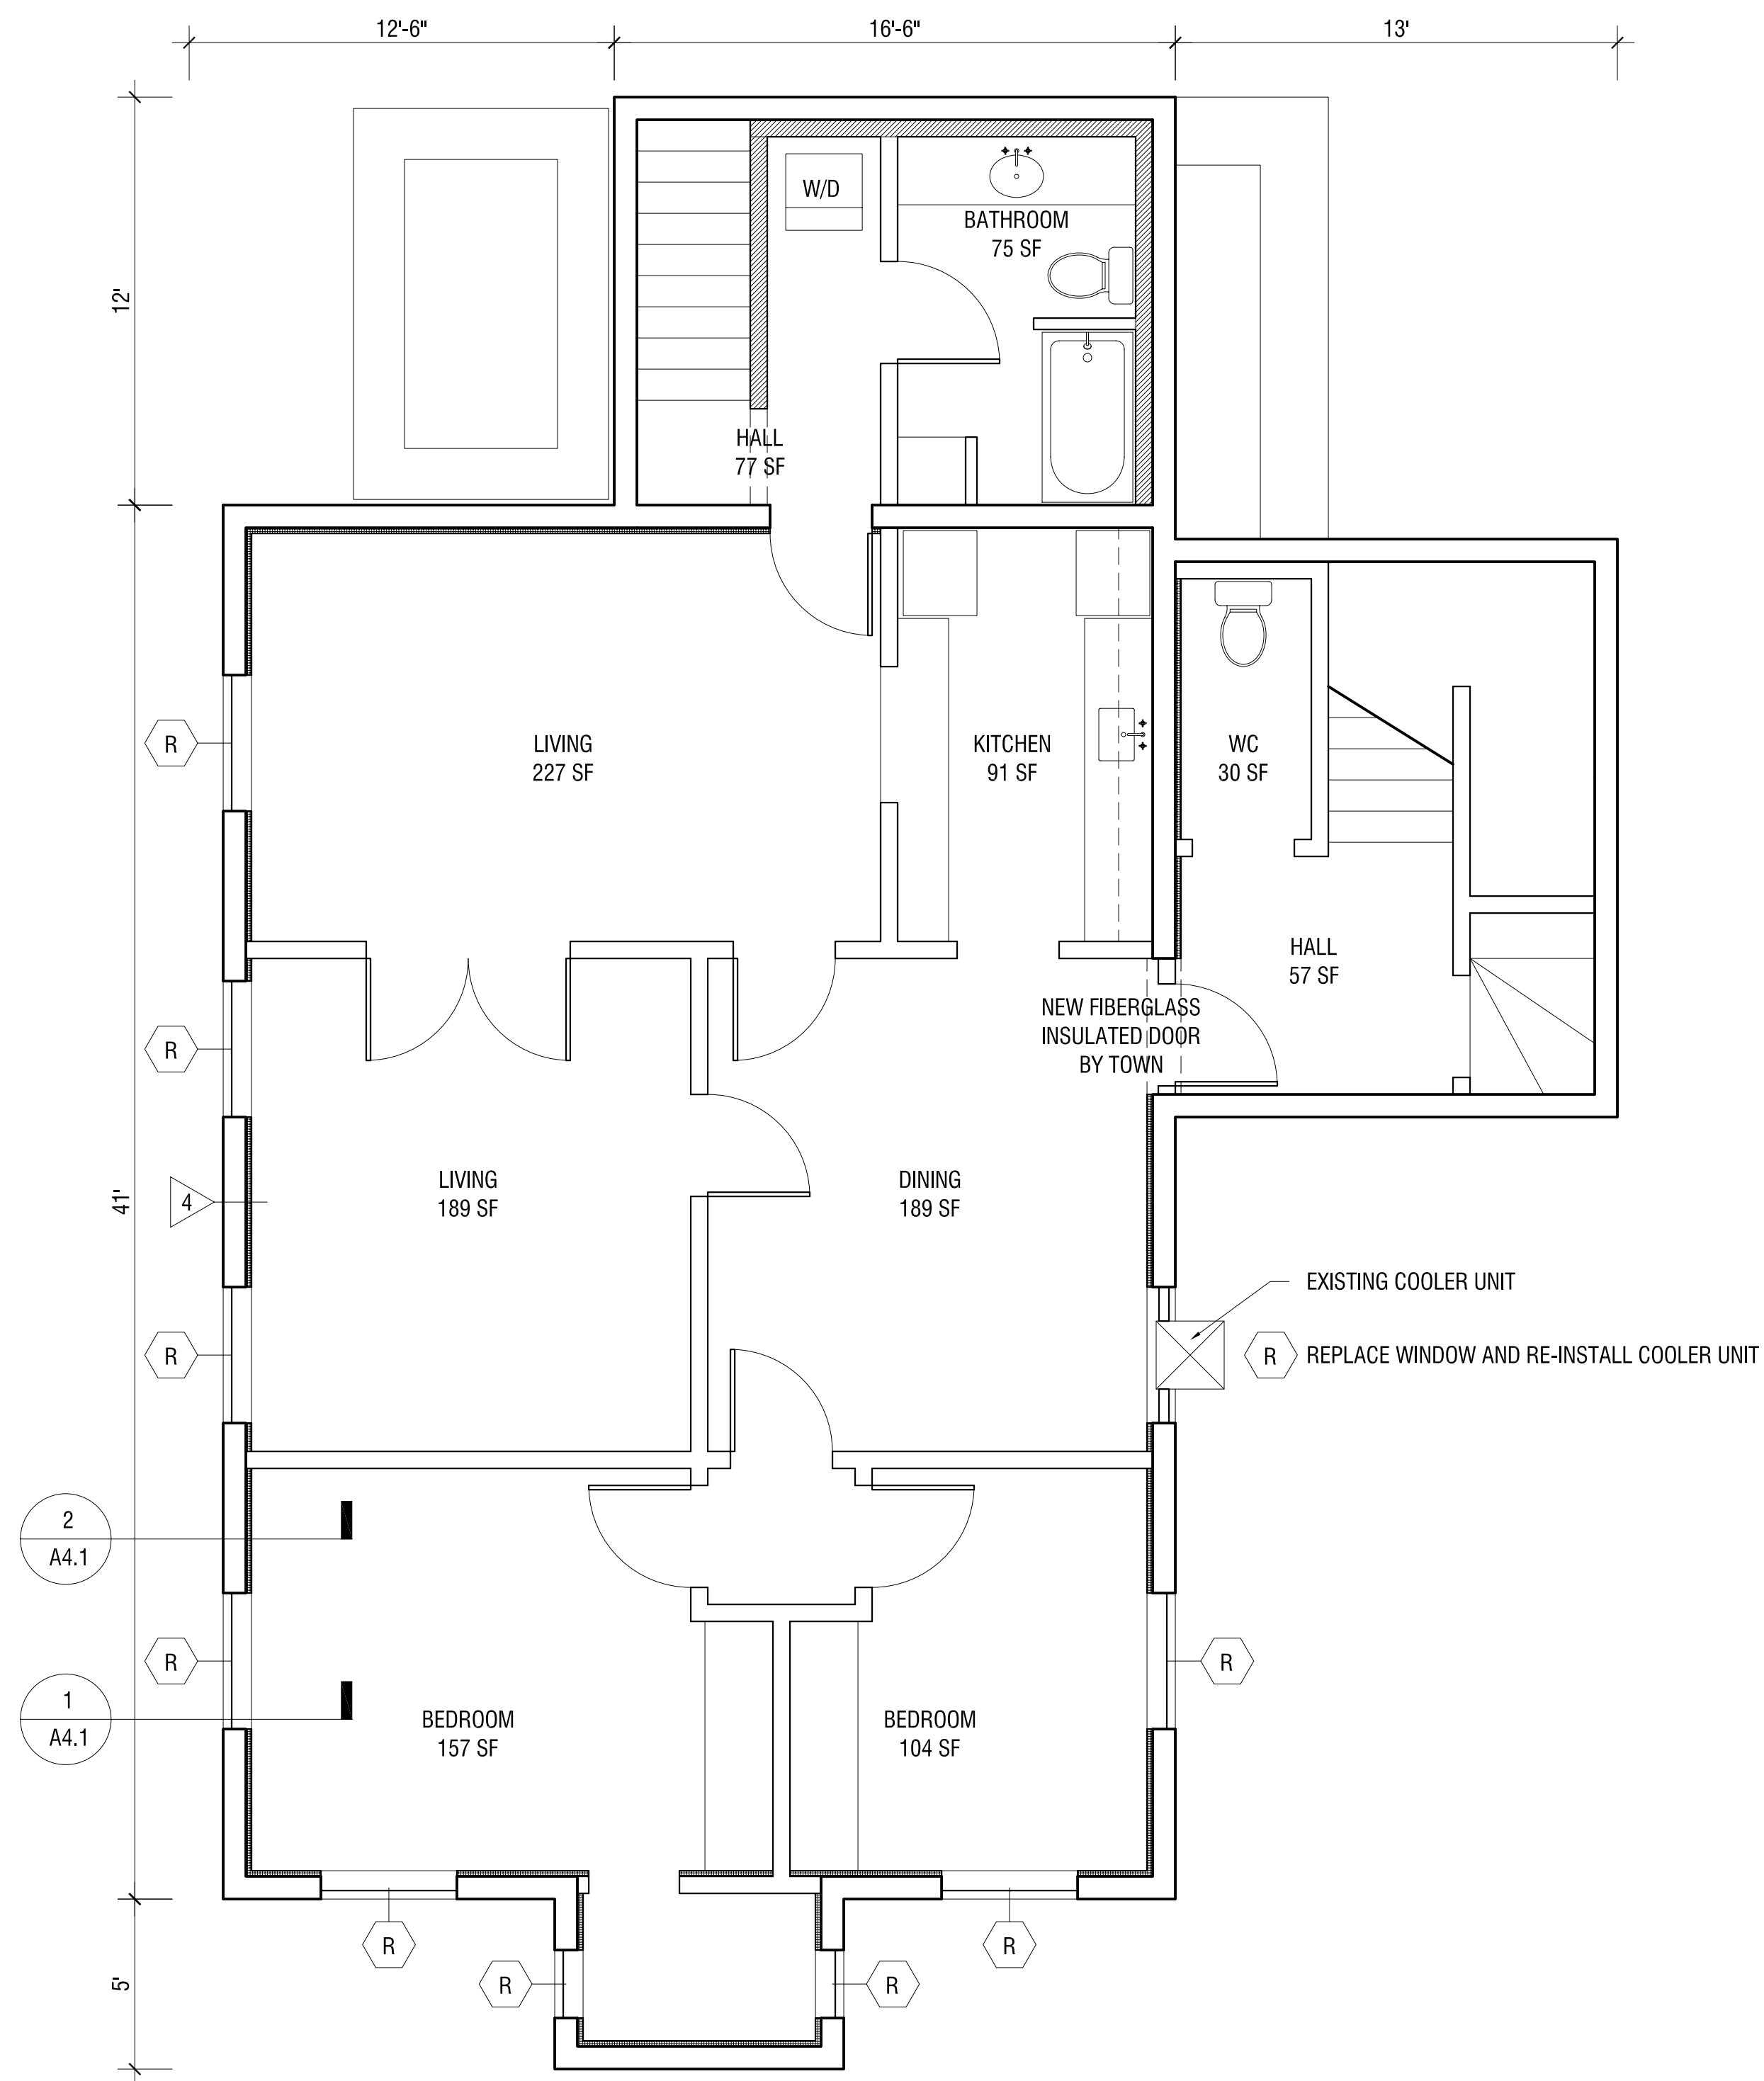 12'-6"
16'-6"
13'
12'
W/D
BATHROOM
75 SF
HALL
77 SF
R
LIVING
227 SF
KITCHEN
91 SF
WC
30 SF
HALL
57 SF
NEW FIBERGLASS
INSULATED DOOR
BY TOWN
R
41'
4
LIVING
189 SF
DINING
189 SF
EXISTING COOLER UNIT
R
R
REPLACE WINDOW AND RE-INSTALL COOLER UNIT
2
A4.1
R
R
1
A4.1
BEDROOM
157 SF
BEDROOM
104 SF
R
R
5'
R
R